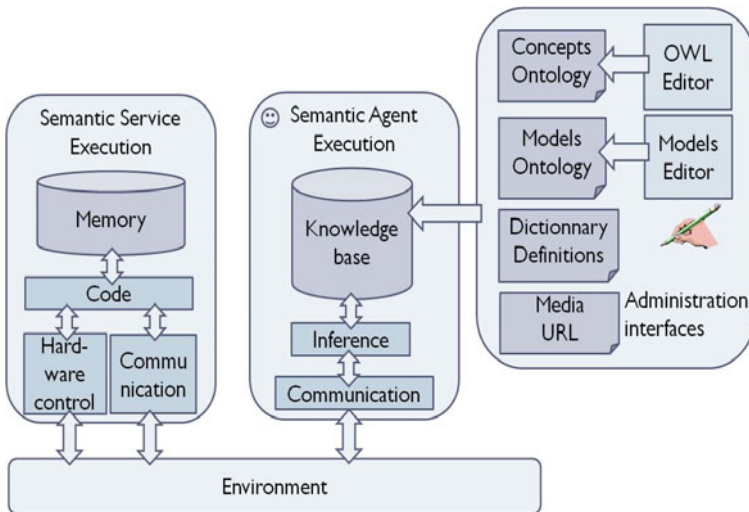 Semantic Service
Execution
Memory
Code
Hard-
ware
control
Commu
nication
Semantic Agent
Execution
Knowledge
base
Inference
Communication
Concepts
Ontology
OWL
Editor
Models
Ontology
Models
Editor
Dictionnary
Definitions
Media
URL
Administration
interfaces
Environment